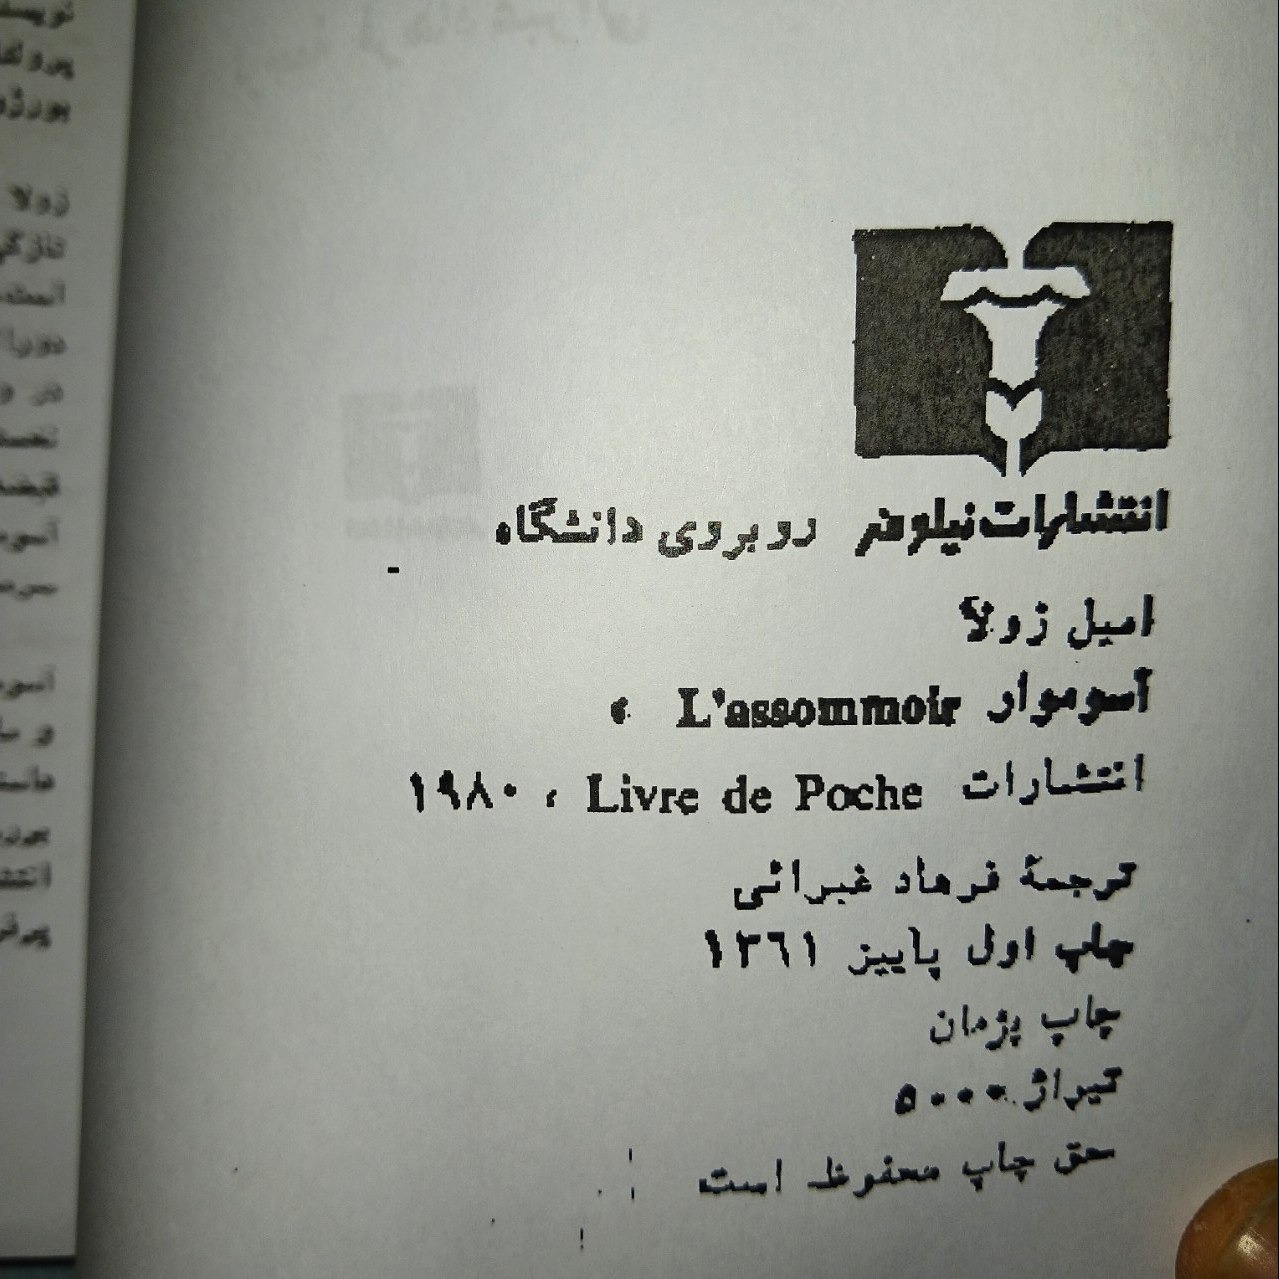 انتشارات نیلوفر روبروی دانشگاه
امیل زولا
آسوموار L'assommoir
انتشارات Livre de Poche ، ۱۹۸۰
ترجمهٔ فرهاد غبرائی
چاپ اول پاییز ۱۳۶۱
چاپ پژمان
تیراژ ۵۰۰۰
حق چاپ محفوظ است
زولا